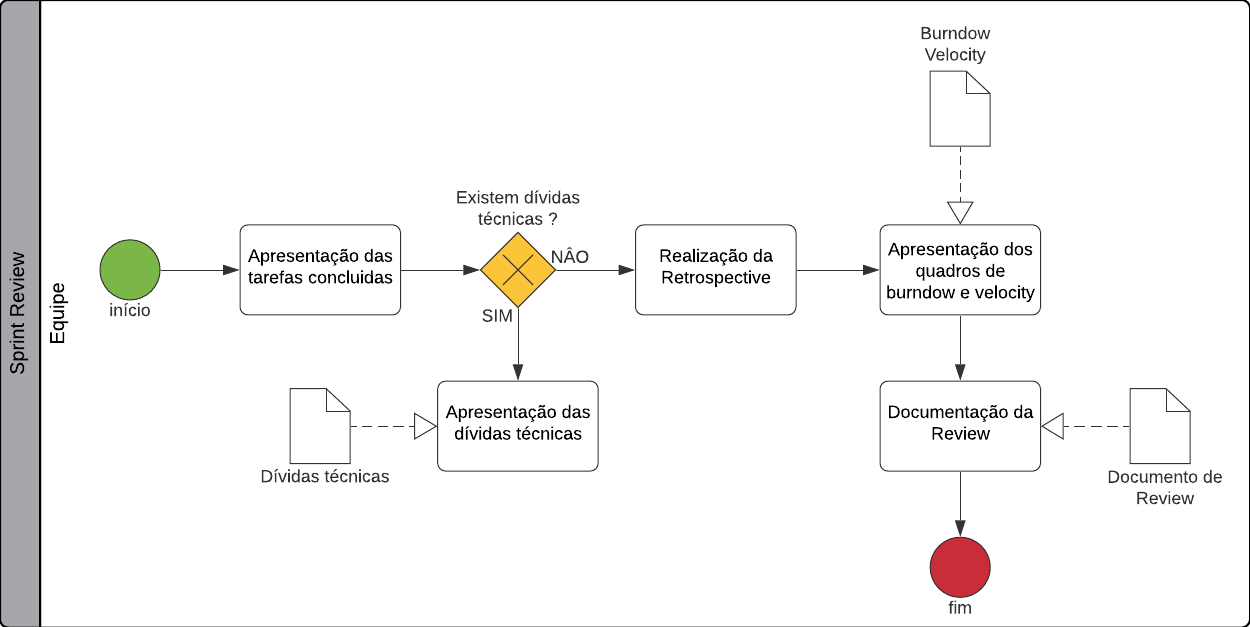 Sprint Review
Equipe
início
Apresentação das
tarefas concluidas
Existem dívidas
técnicas ?
NÂO
SIM
Apresentação das
dívidas técnicas
Dívidas técnicas
Realização da
Retrospective
Burndow
Velocity
Apresentação dos
quadros de
burndow e velocity
Documentação da
Review
Documento de
Review
fim